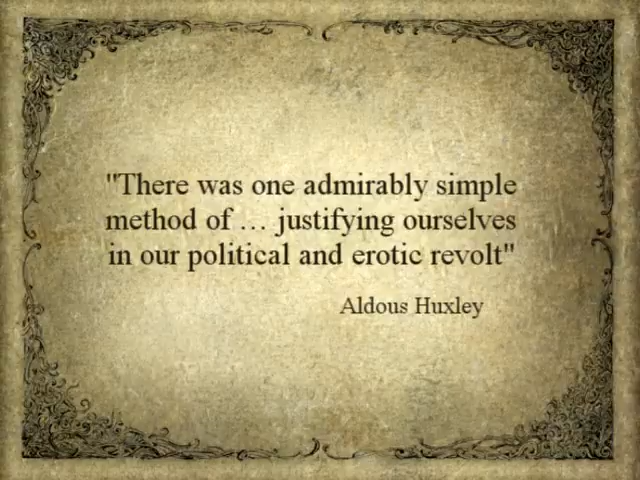 "There was one admirably simple
method of ... justifying ourselves
in our political and erotic revolt"
Aldous Huxley